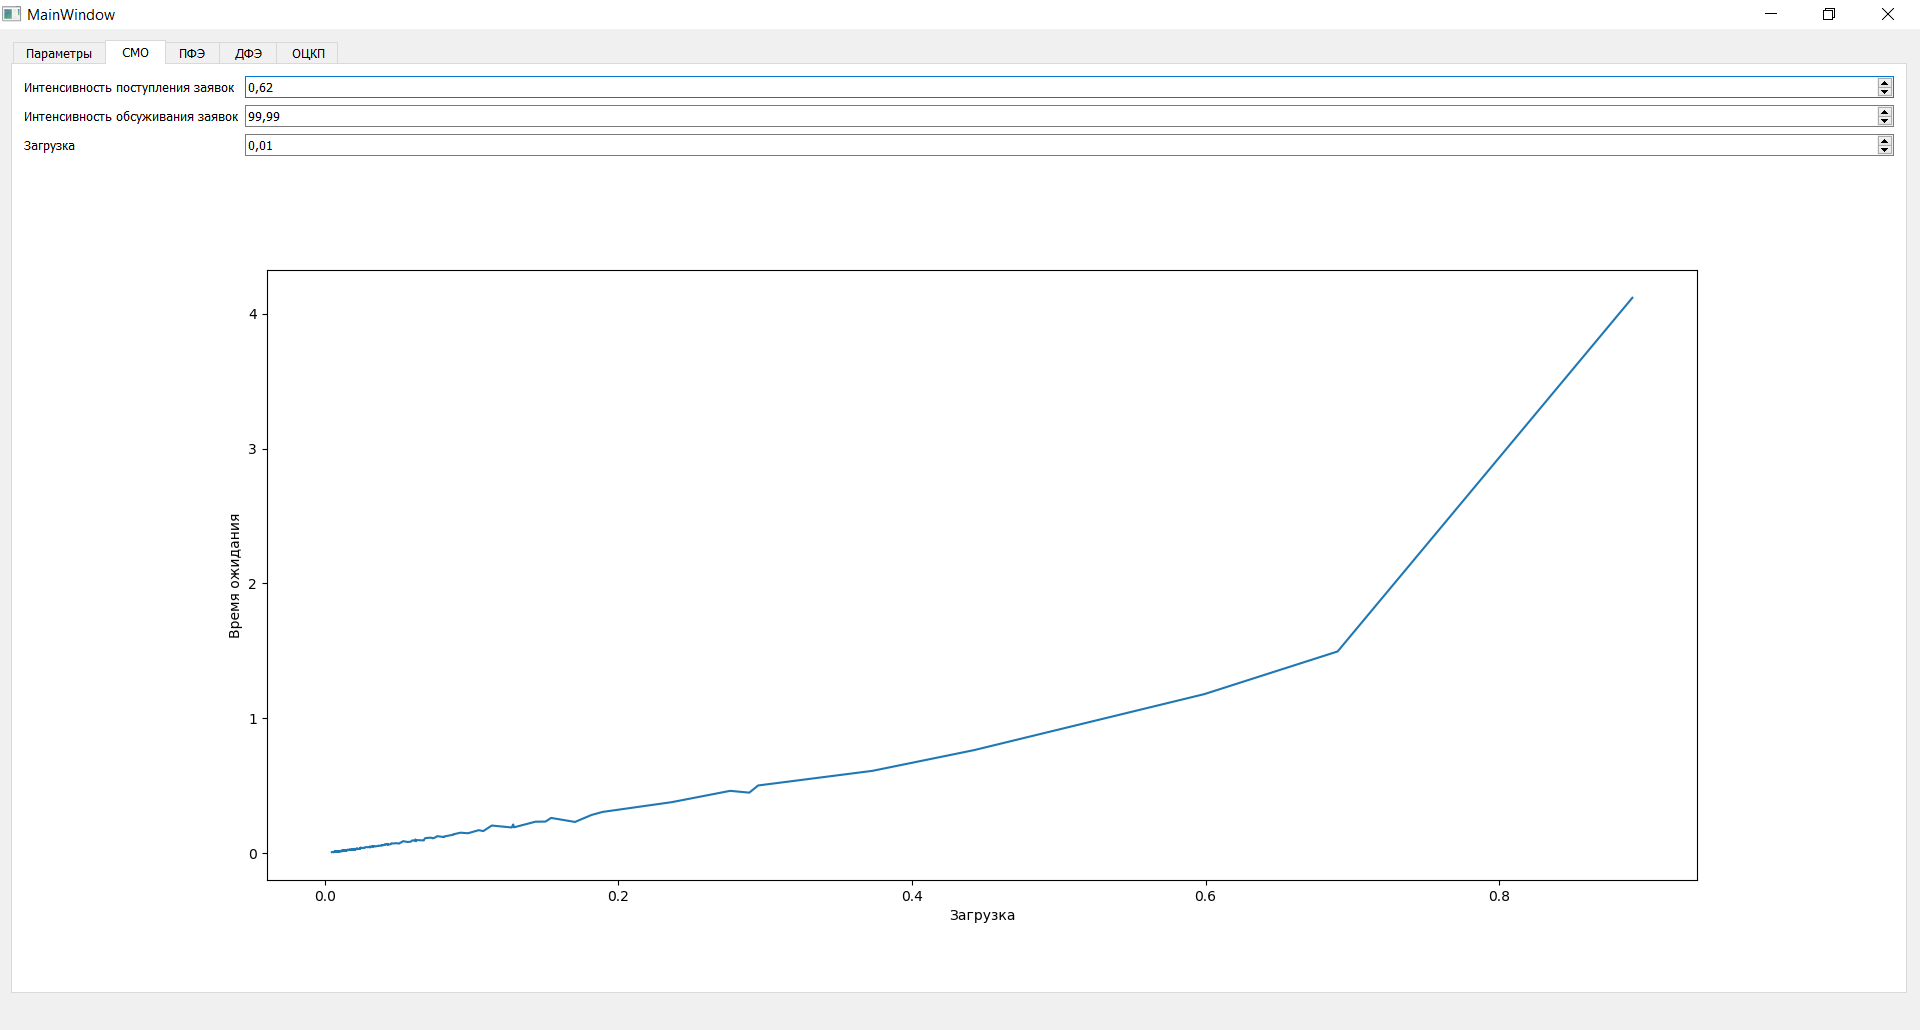 MainWindow
Параметры СМО ПФЭ ДФЭ ОЦКП
Интенсивность поступления заявок 0,62
Интенсивность обсуживания заявок 99,99
Загрузка 0,01
4
3
2
1
0
Время ожидания
0.0 0.2 0.4 0.6 0.8
Загрузка